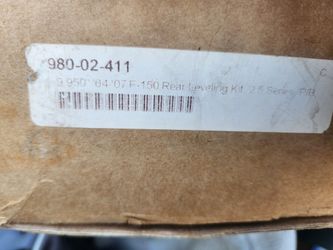 980-02-411
9.950" '04-'07 F-150 Rear Leveling Kit, 2.5 Series, P/B
C